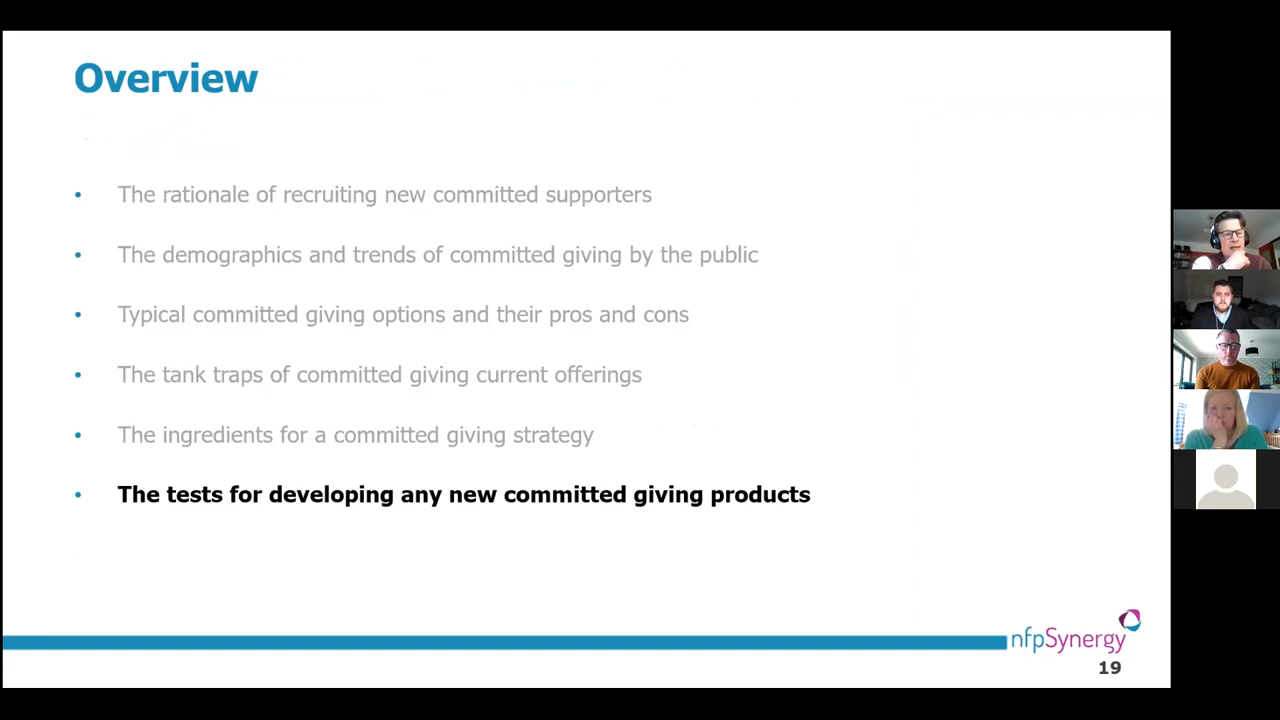 Overview
• The rationale of recruiting new committed supporters
• The demographics and trends of committed giving by the public
• Typical committed giving options and their pros and cons
• The tank traps of committed giving current offerings
• The ingredients for a committed giving strategy
• The tests for developing any new committed giving products
nfpSynergy
19